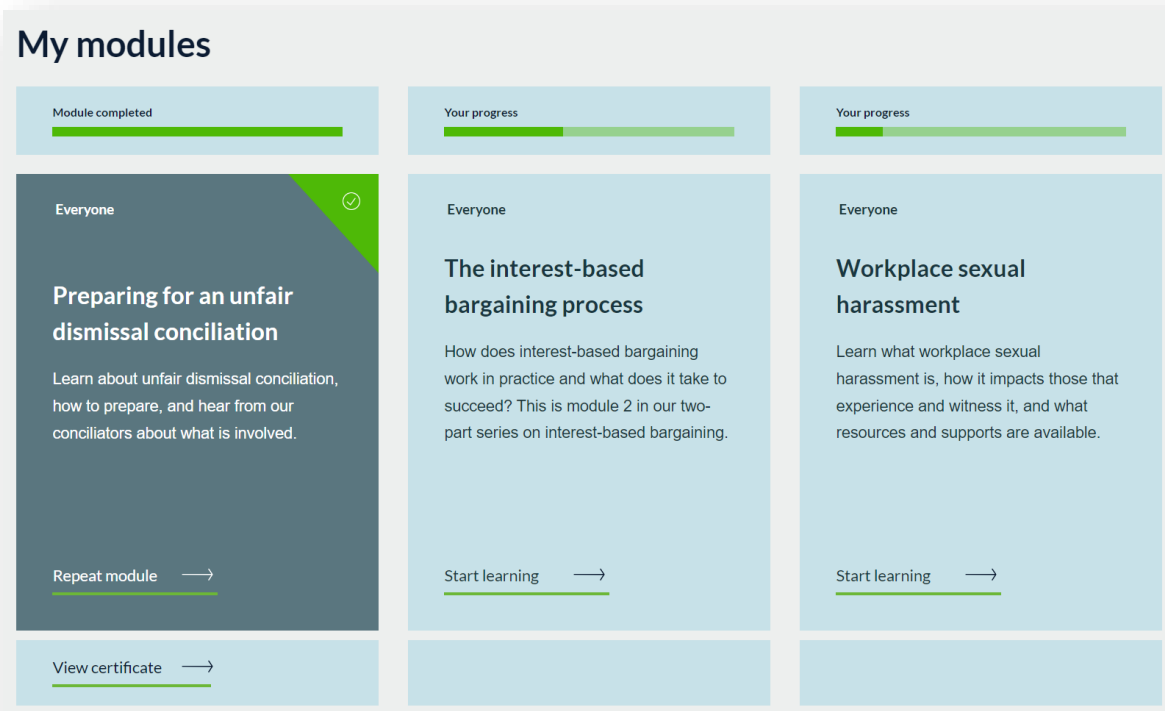 My modules
Module completed
Your progress
Your progress
Everyone
Preparing for an unfair
dismissal conciliation
Learn about unfair dismissal conciliation,
how to prepare, and hear from our
conciliators about what is involved.
Repeat module
View certificate
Everyone
The interest-based
bargaining process
How does interest-based bargaining
work in practice and what does it take to
succeed? This is module 2 in our two-
part series on interest-based bargaining.
Start learning
Everyone
Workplace sexual
harassment
Learn what workplace sexual
harassment is, how it impacts those that
experience and witness it, and what
resources and supports are available.
Start learning